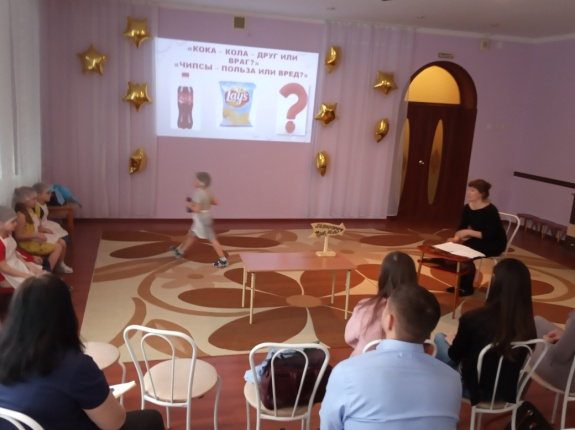 «КОКА – КОЛА – ДРУГ ИЛИ
ВРАГ?»
«ЧИПСЫ – ПОЛЬЗА ИЛИ ВРЕД?»
Lay's
?